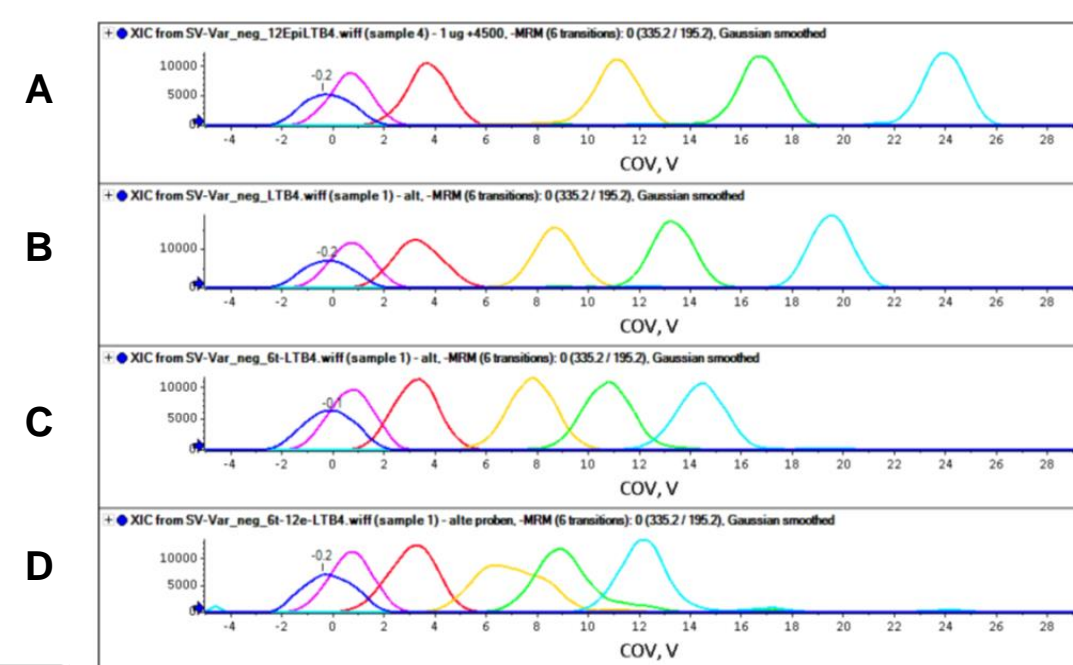 A
XIC from SV-Var_neg_12EpiLTB4.wiff (sample 4) - 1 ug +4500, -MRM (6 transitions): 0 (335.2 / 195.2), Gaussian smoothed
-0.2
10000
5000
0
-4 -2 0 2 4 6 8 10 12 14 16 18 20 22 24 26 28
COV, V
B
XIC from SV-Var_neg_LTB4.wiff (sample 1) - alt, -MRM (6 transitions): 0 (335.2 / 195.2), Gaussian smoothed
10000
-0.2
0
-4 -2 0 2 4 6 8 10 12 14 16 18 20 22 24 26 28
COV, V
C
XIC from SV-Var_neg_6t-LTB4.wiff (sample 1) - alt, -MRM (6 transitions): 0 (335.2 / 195.2), Gaussian smoothed
10000
-0.1
5000
0
-4 -2 0 2 4 6 8 10 12 14 16 18 20 22 24 26 28
COV, V
D
XIC from SV-Var_neg_6t-12e-LTB4.wiff (sample 1) - alte proben, -MRM (6 transitions): 0 (335.2 / 195.2), Gaussian smoothed
-0.2
10000
5000
0
-4 -2 0 2 4 6 8 10 12 14 16 18 20 22 24 26 28
COV, V